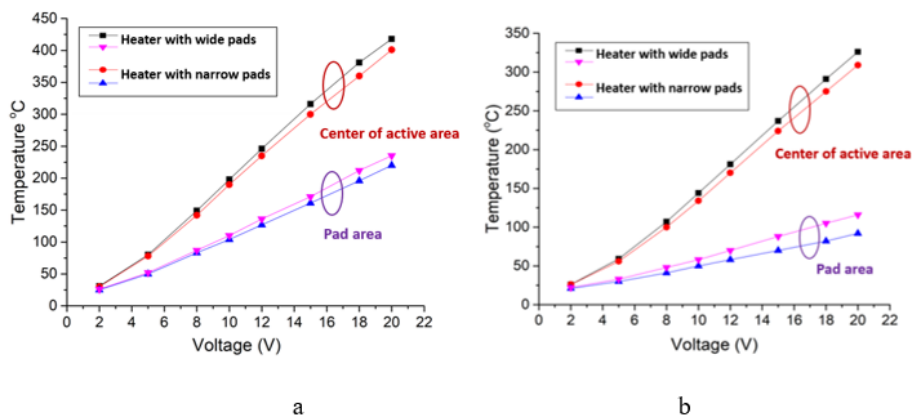 Temperature °C
450
400
350
300
250
200
150
100
50
0
Heater with wide pads
Heater with narrow pads
Center of active area
Pad area
0 2 4 6 8 10 12 14 16 18 20 22
Voltage (V)
a
Temperature (°C)
350
300
250
200
150
100
50
0
Heater with wide pads
Heater with narrow pads
Center of active area
Pad area
0 2 4 6 8 10 12 14 16 18 20 22
Voltage (V)
b